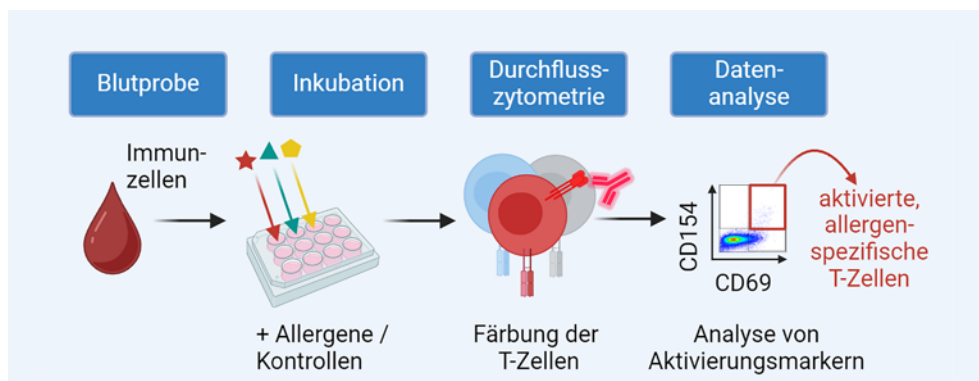 Blutprobe
Inkubation
Durchfluss-
zytometrie
Daten-
analyse
Immun-
zellen
CD154
CD69
aktivierte,
allergen-
spezifische
T-Zellen
+ Allergene /
Kontrollen
Färbung der
T-Zellen
Analyse von
Aktivierungsmarkern